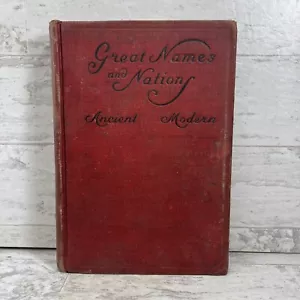 Great Names
and Nations
Ancient Modern